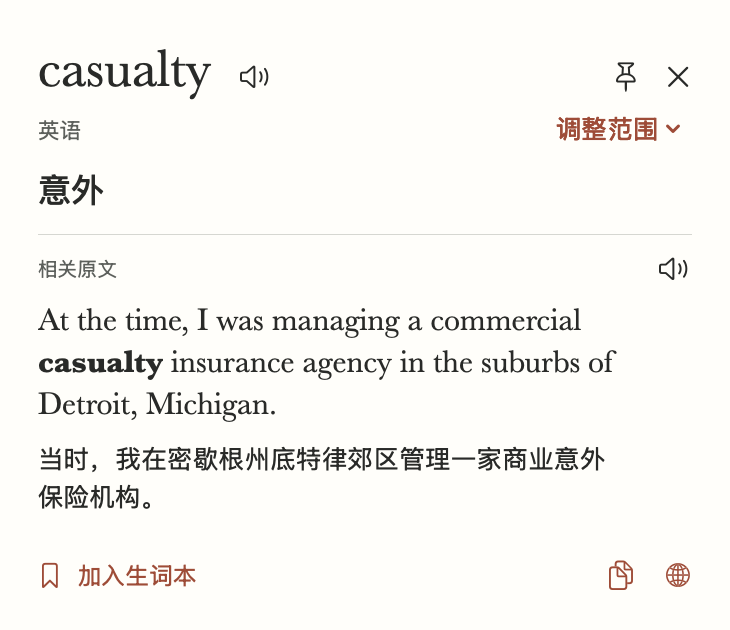 casualty
英语
调整范围
意外
相关原文
At the time, I was managing a commercial
casualty insurance agency in the suburbs of
Detroit, Michigan.
当时，我在密歇根州底特律郊区管理一家商业意外
保险机构。
加入生词本